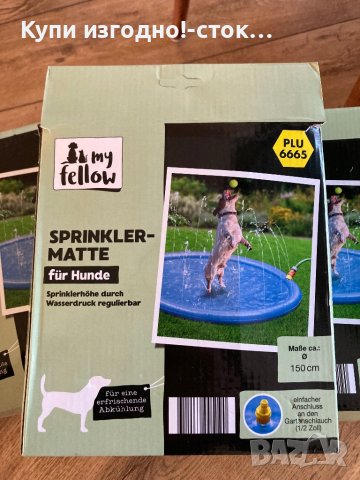 Купи изгодно!-сток...
my
fellow
PLU
6665
SPRINKLER-
MATTE
für Hunde
Sprinklerhöhe durch
Wasserdruck regulierbar
Maße ca.:
Ø
150 cm
für eine
erfrischende
Abkühlung
einfacher
Anschluss
an den
Gartenschlauch
(1/2 Zoll)
BAZAR